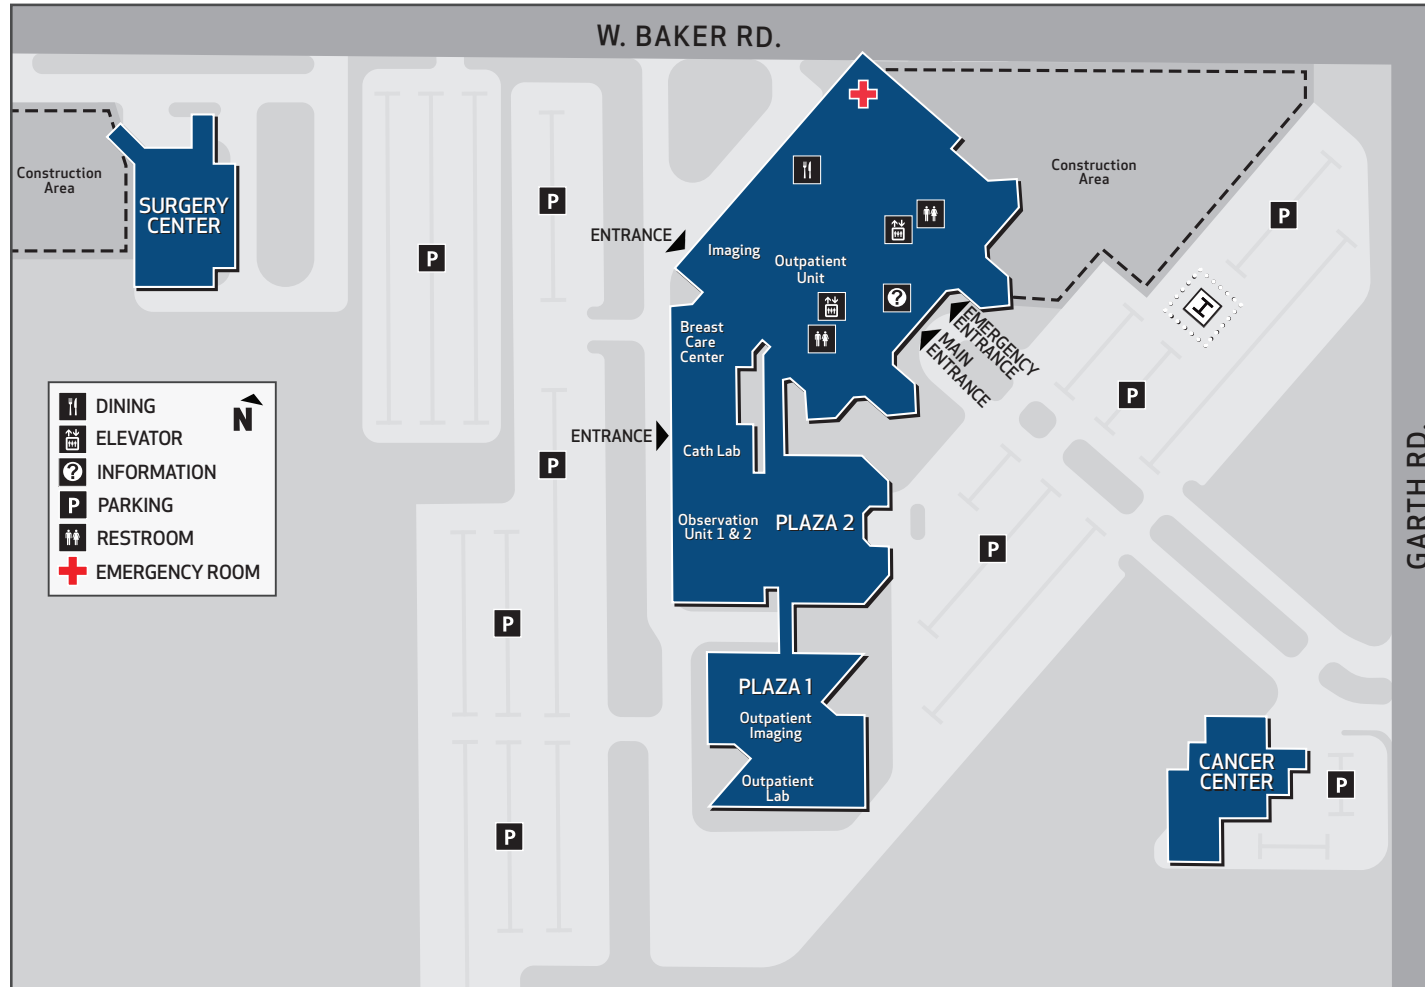 W. BAKER RD.
Construction
Area
SURGERY
CENTER
P
P
ENTRANCE
Imaging
Outpatient
Unit
?
Construction
Area
P
H
EMERGENCY
ENTRANCE
MAIN
ENTRANCE
Breast
Care
Center
P
N
DINING
ELEVATOR
? INFORMATION
P PARKING
RESTROOM
EMERGENCY ROOM
ENTRANCE
Cath Lab
P
Observation
Unit 1 & 2
PLAZA 2
P
GARTH RD.
P
PLAZA 1
Outpatient
Imaging
Outpatient
Lab
P
CANCER
CENTER
P